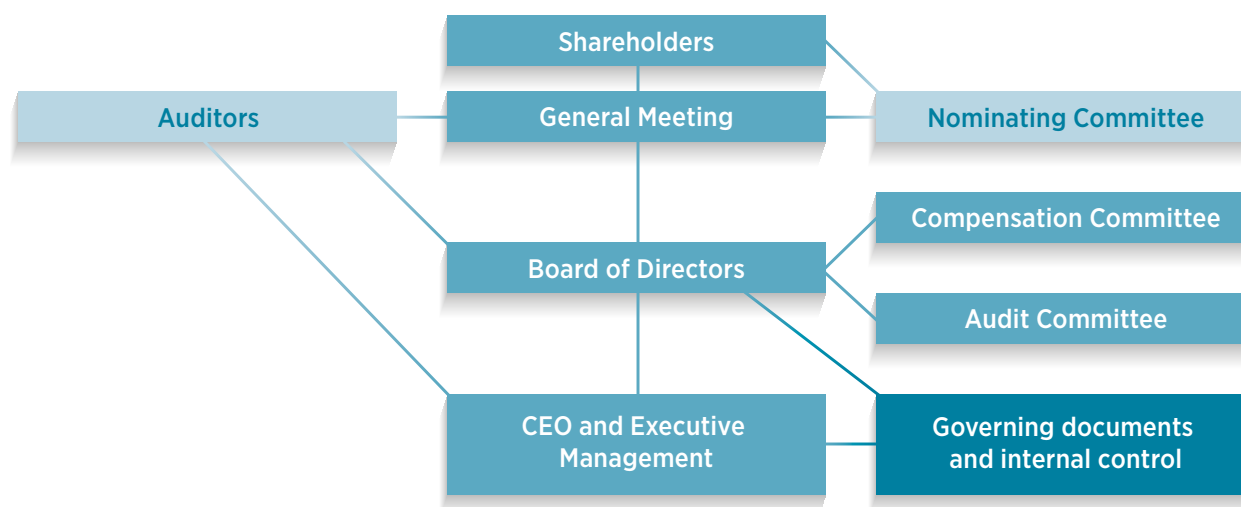 Shareholders
Auditors
General Meeting
Nominating Committee
Compensation Committee
Board of Directors
Audit Committee
CEO and Executive
Management
Governing documents
and internal control